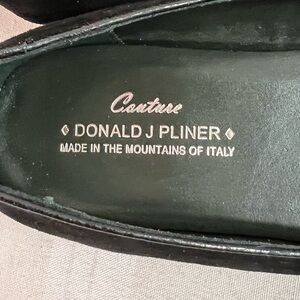 Couture
◊ DONALD J PLINER ◊
MADE IN THE MOUNTAINS OF ITALY